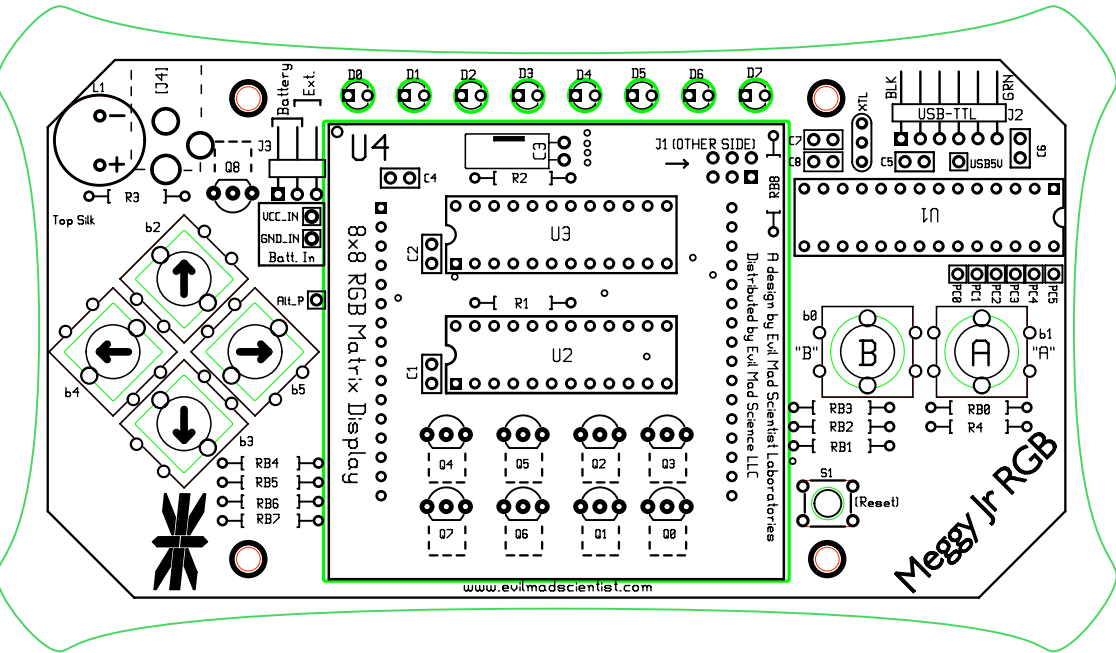 D0
D1
D2
D3
D4
D5
D6
D7
L1
[J4]
Battery
Ext.
BLK
GRN
USB-TTL
J2
XTL
C7
C8
C5
C6
USB5V
J3
Q8
R3
Top Silk
U4
C4
C3
R2
J1 (OTHER SIDE)
RB8
U1
VCC_IN
GND_IN
Batt. In
Alt_P
b2
b4
b5
b3
8x8 RGB Matrix Display
C2
U3
R1
C1
U2
A design by Evil Mad Scientist Laboratories
Distributed by Evil Mad Science LLC
PC0
PC1
PC2
PC3
PC4
PC5
b0
"B"
B
A
b1
"A"
RB3
RB2
RB1
RB0
R4
Q4
Q5
Q2
Q3
Q7
Q6
Q1
Q0
RB4
RB5
RB6
RB7
S1
(Reset)
Meggy Jr RGB
www.evilmadscientist.com